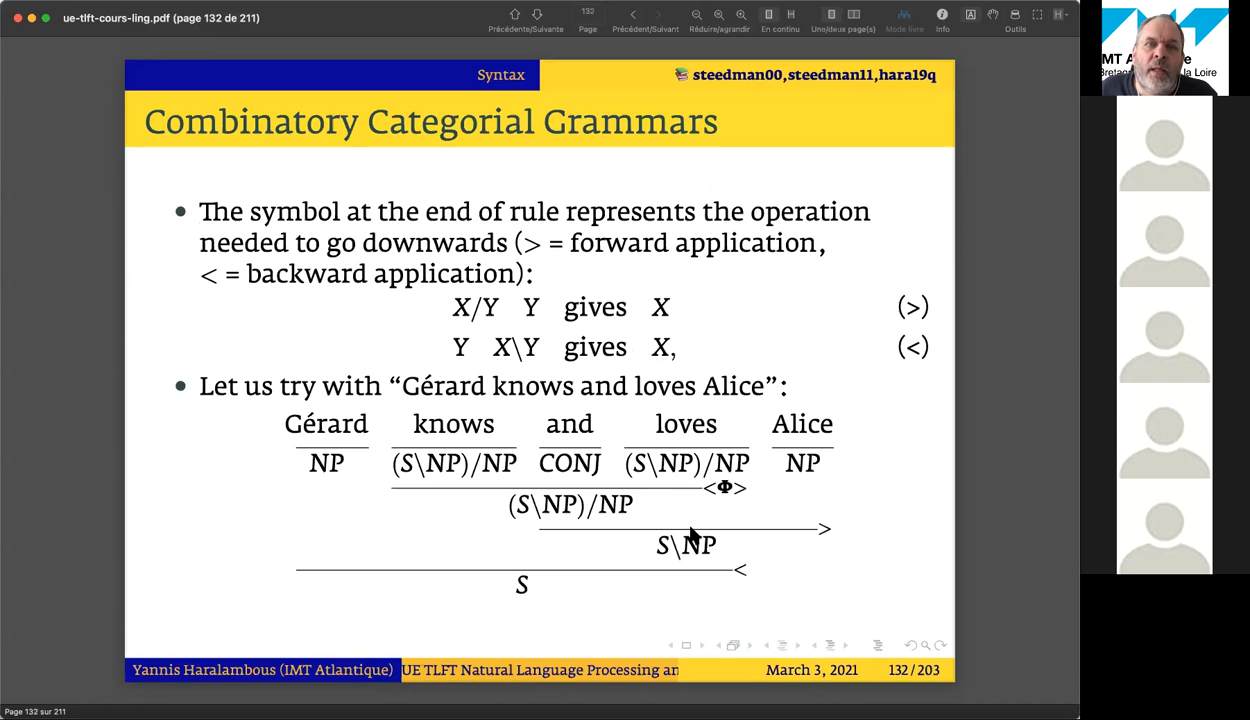 ue-tlft-cours-ling.pdf (page 132 de 211)
132
Précédente/Suivante Page Précédent/Suivant Réduire/agrandir En continu Une/deux page(s) Mode livre Info Outils
Syntax
steedman00,steedman11,hara19q
Combinatory Categorial Grammars
• The symbol at the end of rule represents the operation
needed to go downwards (> = forward application,
< = backward application):
X/Y Y gives X (>)
Y X\Y gives X, (<)
• Let us try with “Gérard knows and loves Alice”:
Gérard knows and loves Alice
NP (S\NP)/NP CONJ (S\NP)/NP NP
<Φ>
(S\NP)/NP
>
S\NP
<
S
Yannis Haralambous (IMT Atlantique) UE TLFT Natural Language Processing an March 3, 2021 132/203
Page 132 sur 211